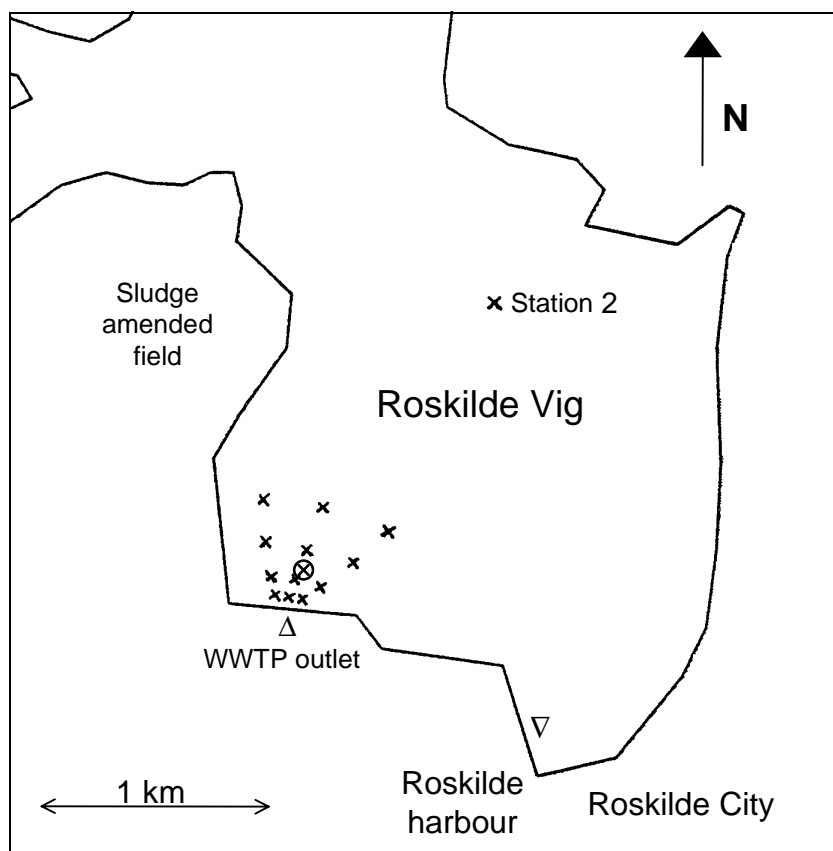 N
Sludge
amended
field
Station 2
Roskilde Vig
WWTP outlet
1 km
Roskilde
harbour
Roskilde City